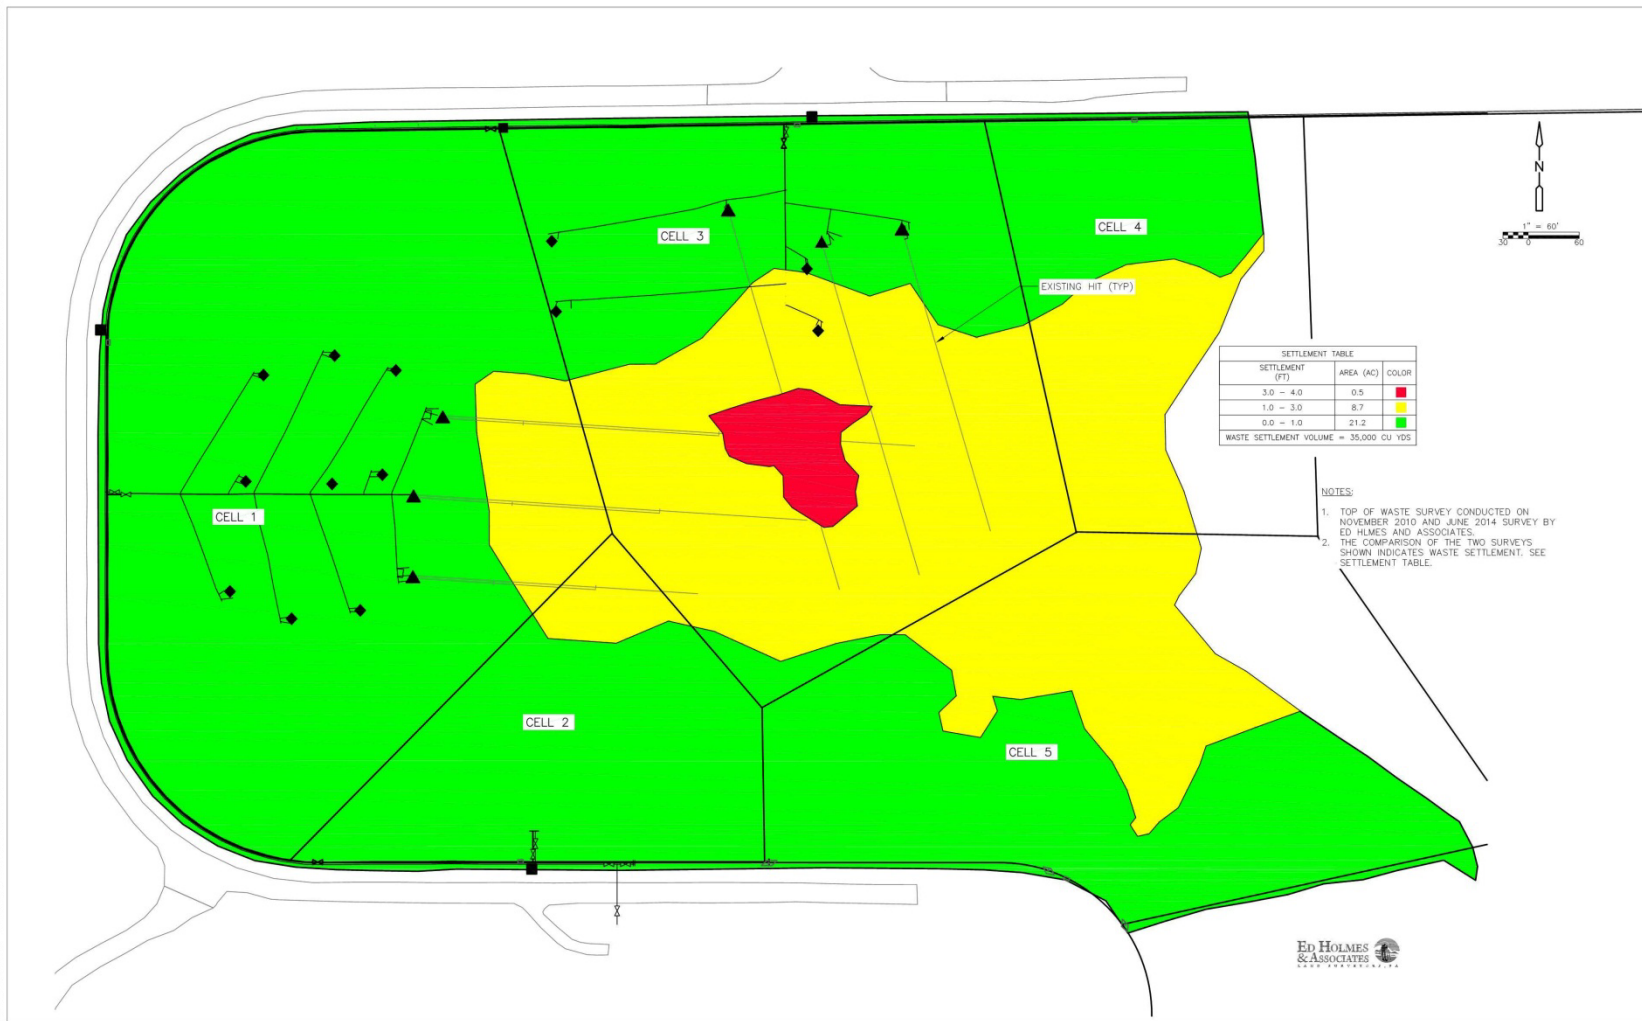 CELL 3
CELL 4
N
1" = 60'
30 0 60
EXISTING HIT (TYP)
SETTLEMENT TABLE
SETTLEMENT (FT) AREA (AC) COLOR
3.0 - 4.0 0.5
1.0 - 3.0 8.7
0.0 - 1.0 21.2
WASTE SETTLEMENT VOLUME = 35,000 CU YDS
CELL 1
NOTES:
1. TOP OF WASTE SURVEY CONDUCTED ON
NOVEMBER 2010 AND JUNE 2014 SURVEY BY
ED HLMES AND ASSOCIATES.
2. THE COMPARISON OF THE TWO SURVEYS
SHOWN INDICATES WASTE SETTLEMENT. SEE
SETTLEMENT TABLE.
CELL 2
CELL 5
ED HOLMES
& ASSOCIATES
LAND SURVEYORS, PA